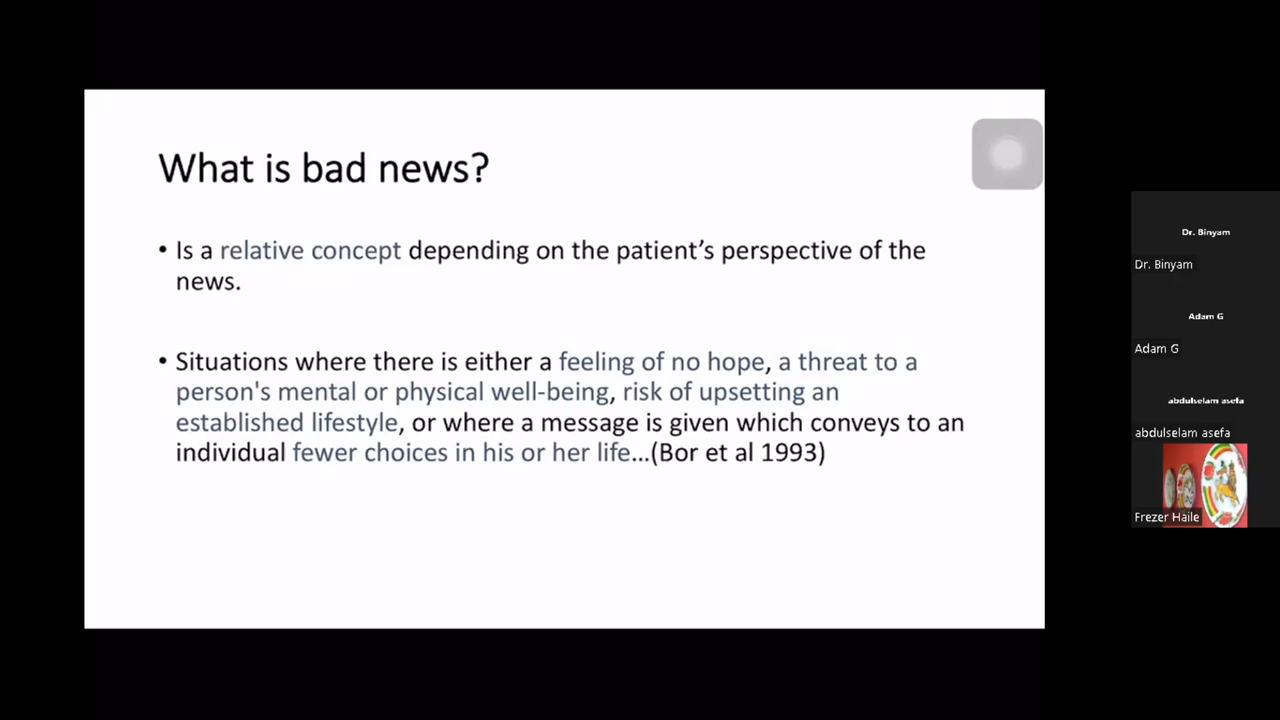 What is bad news?
• Is a relative concept depending on the patient’s perspective of the
news.
• Situations where there is either a feeling of no hope, a threat to a
person's mental or physical well-being, risk of upsetting an
established lifestyle, or where a message is given which conveys to an
individual fewer choices in his or her life…(Bor et al 1993)
Dr. Binyam
Dr. Binyam
Adam G
Adam G
abdulselam asefa
abdulselam asefa
Frezer Haile